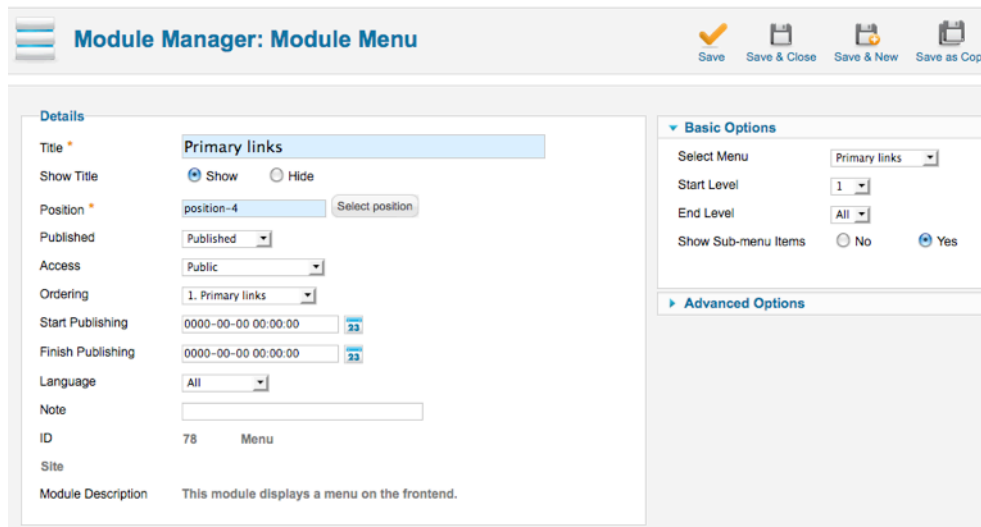 Module Manager: Module Menu
Save
Save & Close
Save & New
Save as Cop
Details
Title *
Primary links
Show Title
Show
Hide
Position *
position-4
Select position
Published
Published
Access
Public
Ordering
1. Primary links
Start Publishing
0000-00-00 00:00:00
23
Finish Publishing
0000-00-00 00:00:00
23
Language
All
Note
ID
78
Menu
Site
Module Description
This module displays a menu on the frontend.
Basic Options
Select Menu
Primary links
Start Level
1
End Level
All
Show Sub-menu Items
No
Yes
Advanced Options